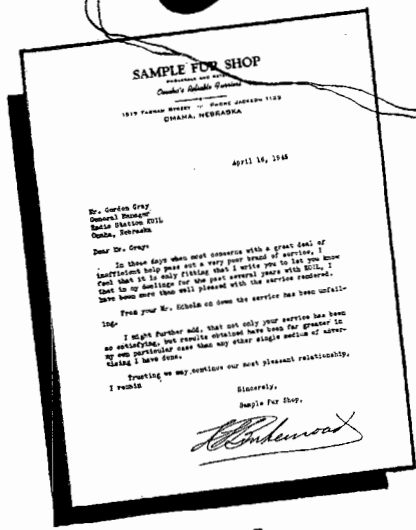 SAMPLE FUR SHOP
WHOLESALE AND RETAIL
Omaha's Reliable Furriers
1517 FARNAM STREET PHONE JACKSON 1123
OMAHA, NEBRASKA
April 16, 1945
Mr. Gordon Gray
General Manager
Radio Station KOIL
Omaha, Nebraska
Dear Mr. Gray:
In these days when most concerns with a great deal of
insufficient help pass out a very poor brand of service, I
feel that it is only fitting that I write you to let you know
that in my dealings for the past several years with KOIL, I
have been more than well pleased with the service rendered.
From your Mr. on down the service has been unfail-
ing.
I might further add, that not only your service has been
so satisfying, but results obtained have been far greater in
my own particular case than any other single medium of adver-
tising I have done.
Trusting we may continue our most pleasant relationship,
I remain
Sincerely,
Sample Fur Shop,